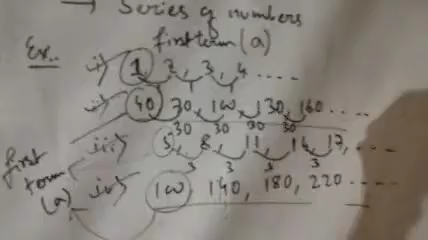 → Series of numbers
first term (a)
Ex.. i) 1, 2, 3, 4 ....
ii) 40, 70, 100, 130, 160 ....
30 30 30 30
iii) 5, 8, 11, 14, 17, ....
3 3 3 3
first term (a)
iv) 100 140, 180, 220 ....